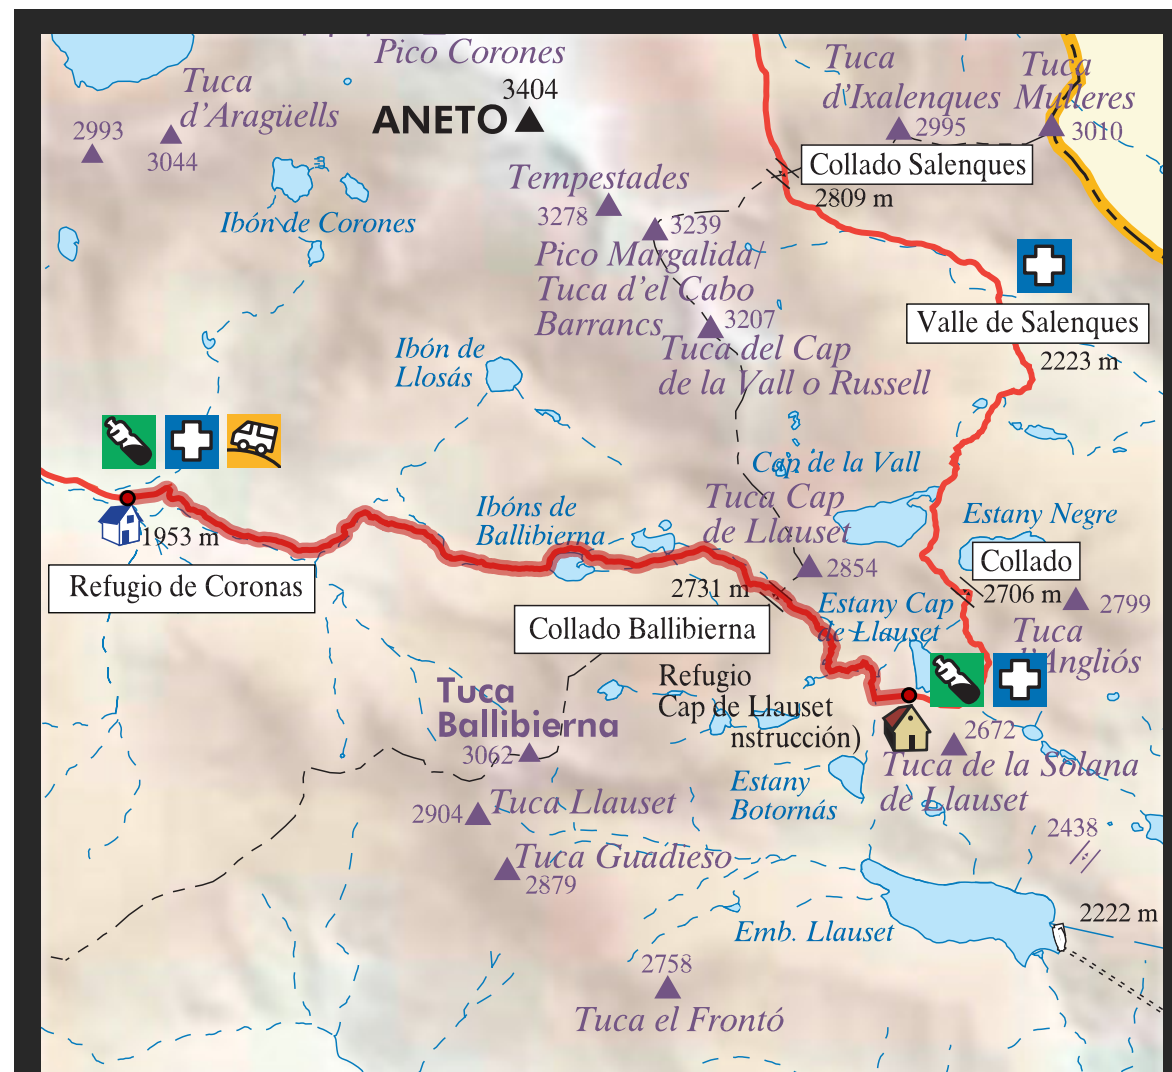 Pico Corones
Tuca
d'Aragüells
2993
3044
3404
ANETO
Tuca
d'Ixalenques
2995
Tuca
Mulleres
3010
Collado Salenques
2809 m
Tempestades
3278
3239
Ibón de Corones
Pico Margalida/
Tuca d'el Cabo
Barrancs
3207
Tuca del Cap
de la Vall o Russell
Valle de Salenques
2223 m
Ibón de
Llosás
Cap de la Vall
Tuca Cap
de Llauset
2854
Ibóns de
Ballibierna
Estany Negre
1953 m
Refugio de Coronas
Collado
2706 m
2799
Tuca
d'Angliós
2731 m
Collado Ballibierna
Estany Cap
de Llauset
Refugio
Cap de Llauset
nstrucción)
Tuca
Ballibierna
3062
2672
Tuca de la Solana
de Llauset
Estany
Botornás
2904
Tuca Llauset
2438
Tuca Guadieso
2879
2222 m
Emb. Llauset
2758
Tuca el Frontó